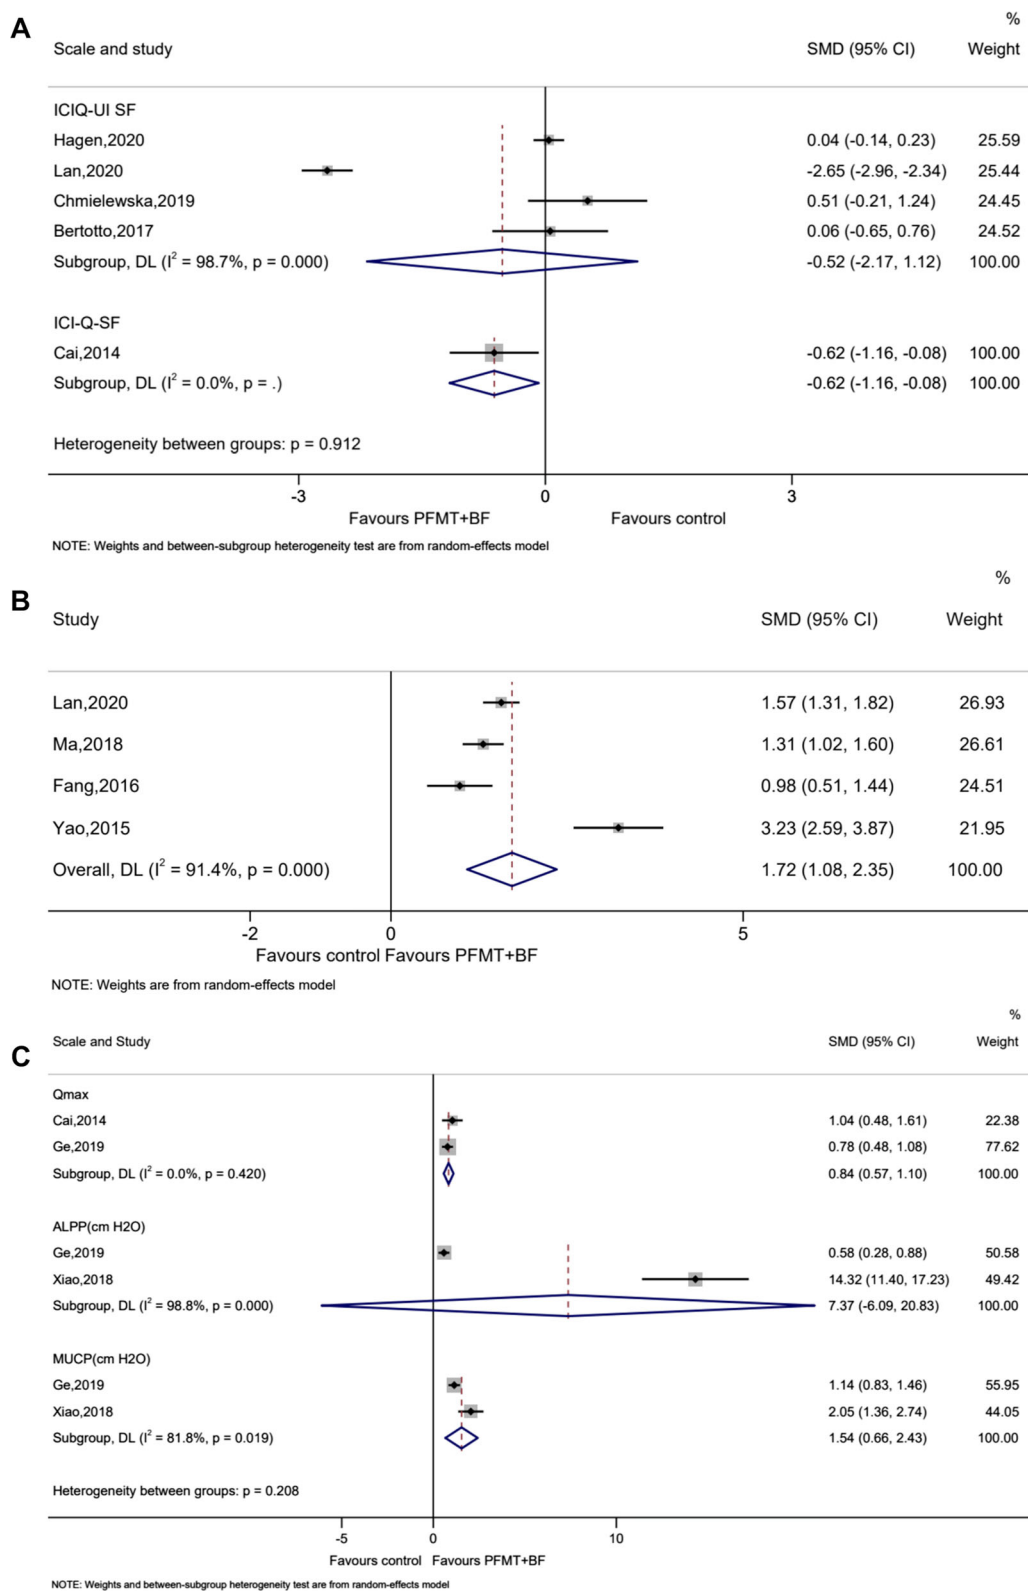 A
%
Scale and study SMD (95% CI) Weight
ICIQ-UI SF
Hagen,2020 0.04 (-0.14, 0.23) 25.59
Lan,2020 -2.65 (-2.96, -2.34) 25.44
Chmielewska,2019 0.51 (-0.21, 1.24) 24.45
Bertotto,2017 0.06 (-0.65, 0.76) 24.52
Subgroup, DL (I² = 98.7%, p = 0.000) -0.52 (-2.17, 1.12) 100.00
ICI-Q-SF
Cai,2014 -0.62 (-1.16, -0.08) 100.00
Subgroup, DL (I² = 0.0%, p = .) -0.62 (-1.16, -0.08) 100.00
Heterogeneity between groups: p = 0.912
-3 0 3
Favours PFMT+BF Favours control
NOTE: Weights and between-subgroup heterogeneity test are from random-effects model
B
%
Study SMD (95% CI) Weight
Lan,2020 1.57 (1.31, 1.82) 26.93
Ma,2018 1.31 (1.02, 1.60) 26.61
Fang,2016 0.98 (0.51, 1.44) 24.51
Yao,2015 3.23 (2.59, 3.87) 21.95
Overall, DL (I² = 91.4%, p = 0.000) 1.72 (1.08, 2.35) 100.00
-2 0 5
Favours control Favours PFMT+BF
NOTE: Weights are from random-effects model
C
%
Scale and Study SMD (95% CI) Weight
Qmax
Cai,2014 1.04 (0.48, 1.61) 22.38
Ge,2019 0.78 (0.48, 1.08) 77.62
Subgroup, DL (I² = 0.0%, p = 0.420) 0.84 (0.57, 1.10) 100.00
ALPP(cm H2O)
Ge,2019 0.58 (0.28, 0.88) 50.58
Xiao,2018 14.32 (11.40, 17.23) 49.42
Subgroup, DL (I² = 98.8%, p = 0.000) 7.37 (-6.09, 20.83) 100.00
MUCP(cm H2O)
Ge,2019 1.14 (0.83, 1.46) 55.95
Xiao,2018 2.05 (1.36, 2.74) 44.05
Subgroup, DL (I² = 81.8%, p = 0.019) 1.54 (0.66, 2.43) 100.00
Heterogeneity between groups: p = 0.208
-5 0 10
Favours control Favours PFMT+BF
NOTE: Weights and between-subgroup heterogeneity test are from random-effects model